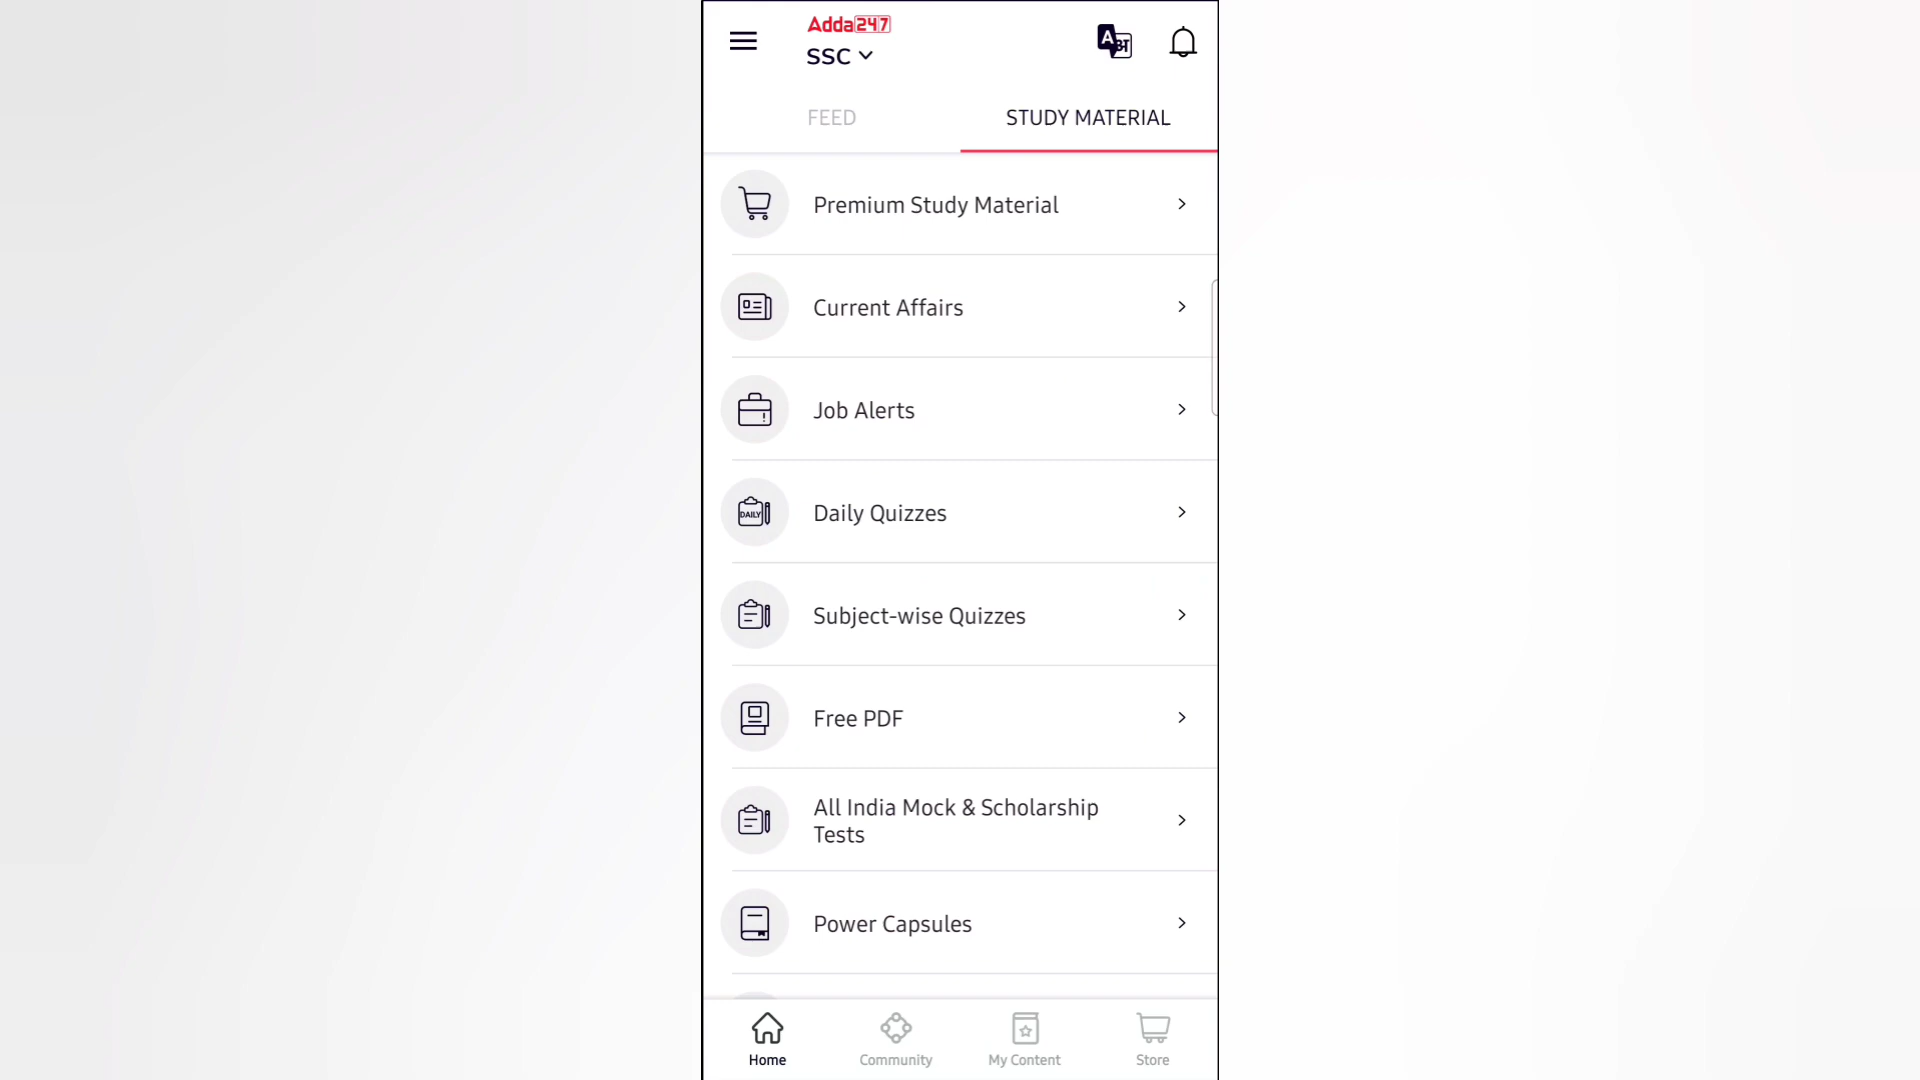 Adda247
SSC
FEED
STUDY MATERIAL
Premium Study Material
Current Affairs
Job Alerts
DAILY
Daily Quizzes
Subject-wise Quizzes
Free PDF
All India Mock & Scholarship
Tests
Power Capsules
Home
Community
My Content
Store